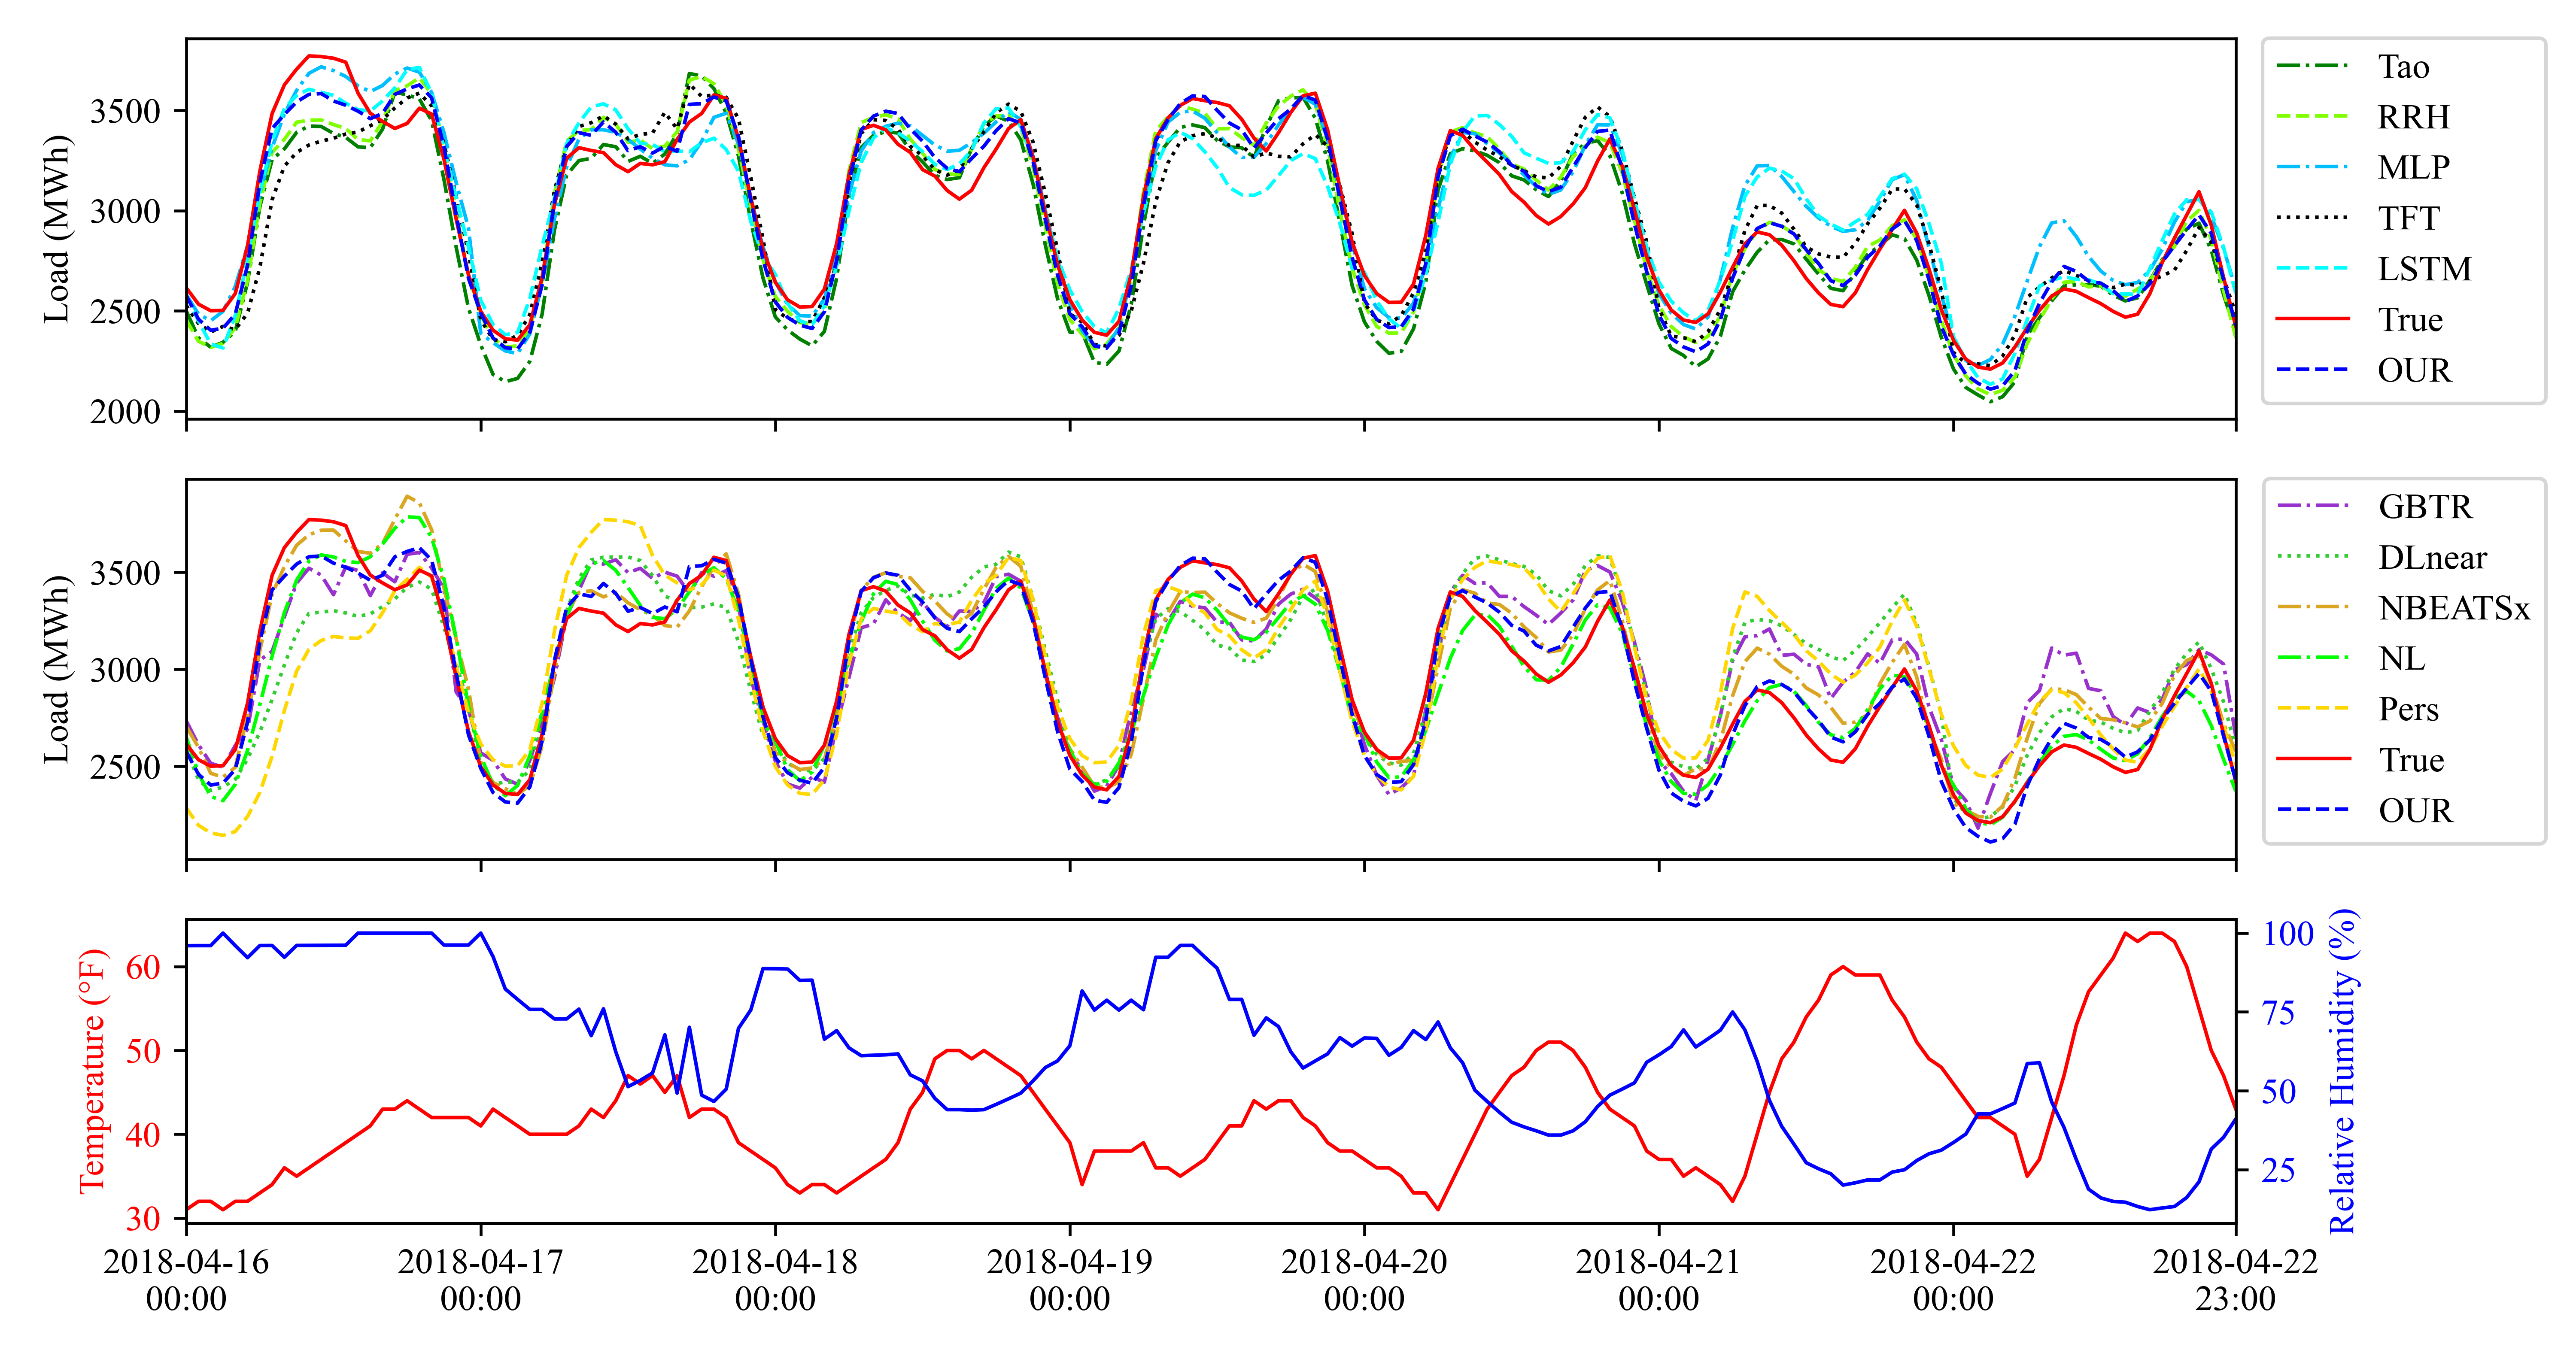 Load (MWh)
3500
3000
2500
2000
Tao
RRH
MLP
TFT
LSTM
True
OUR
Load (MWh)
3500
3000
2500
GBTR
DLnear
NBEATSx
NL
Pers
True
OUR
Temperature (°F)
60
50
40
30
100
75
50
25
Relative Humidity (%)
2018-04-16
00:00
2018-04-17
00:00
2018-04-18
00:00
2018-04-19
00:00
2018-04-20
00:00
2018-04-21
00:00
2018-04-22
00:00
2018-04-22
23:00